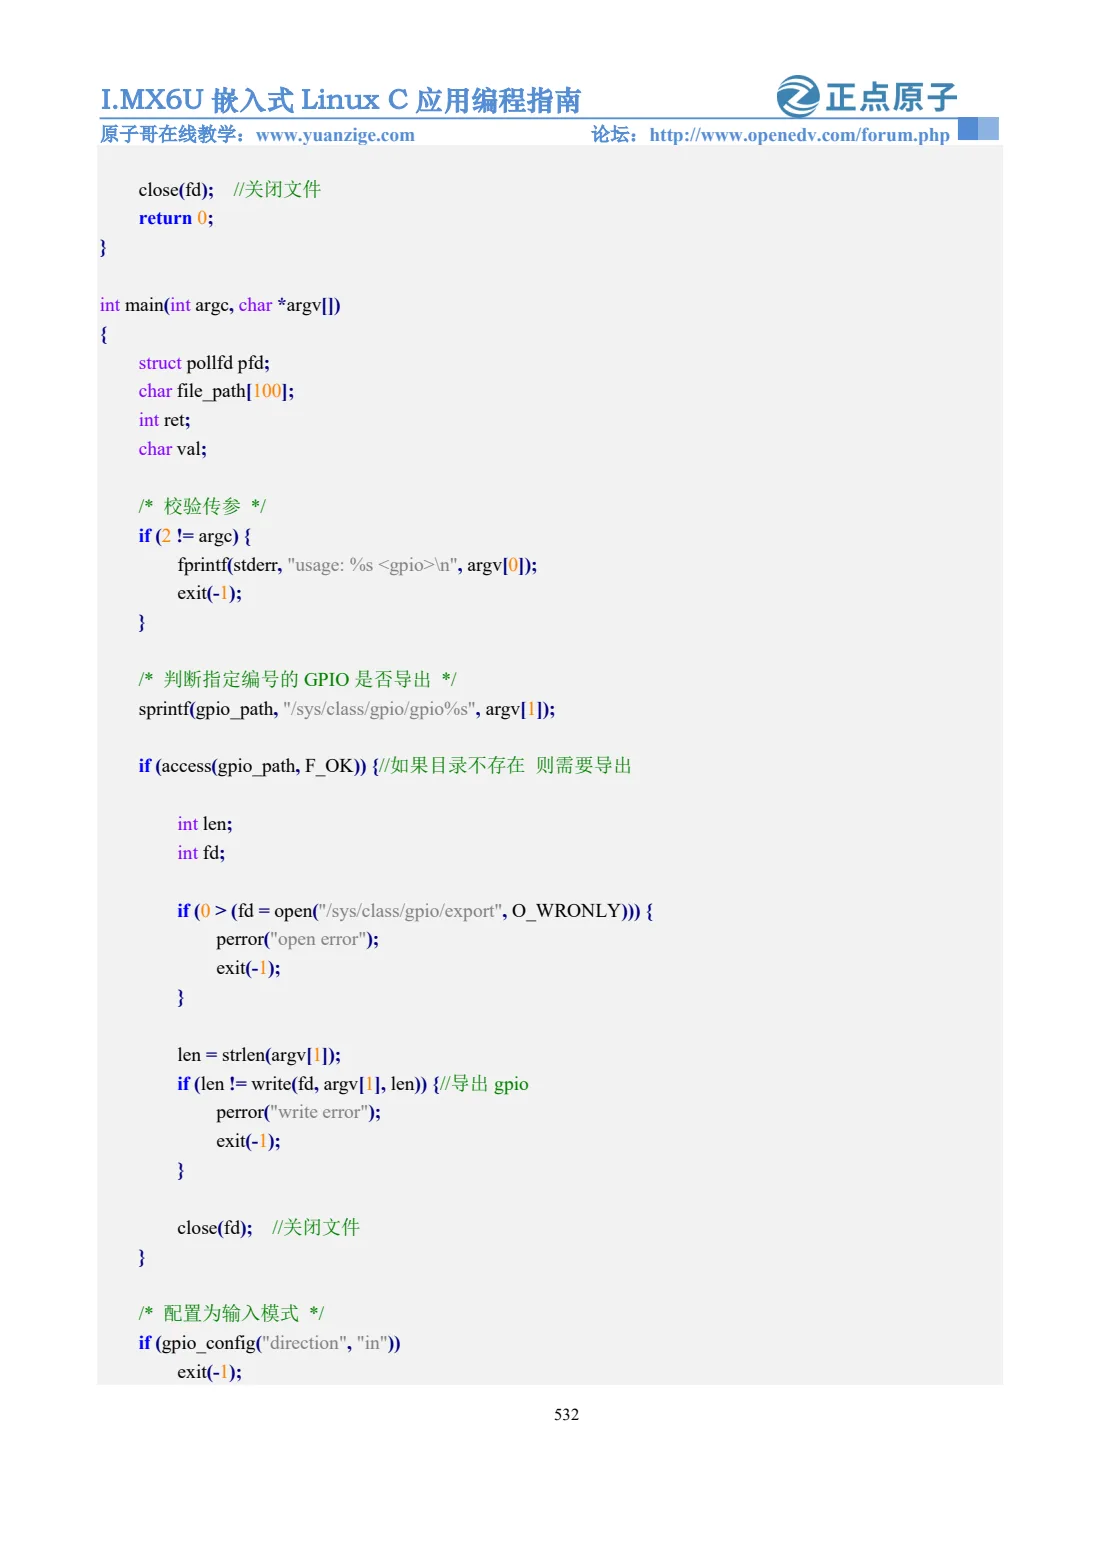 I.MX6U 嵌入式 Linux C 应用编程指南
正点原子
原子哥在线教学：www.yuanzige.com
论坛：http://www.openedv.com/forum.php
close(fd); //关闭文件
return 0;
}
int main(int argc, char *argv[])
{
struct pollfd pfd;
char file_path[100];
int ret;
char val;
/* 校验传参 */
if (2 != argc) {
fprintf(stderr, "usage: %s <gpio>\n", argv[0]);
exit(-1);
}
/* 判断指定编号的 GPIO 是否导出 */
sprintf(gpio_path, "/sys/class/gpio/gpio%s", argv[1]);
if (access(gpio_path, F_OK)) {//如果目录不存在 则需要导出
int len;
int fd;
if (0 > (fd = open("/sys/class/gpio/export", O_WRONLY))) {
perror("open error");
exit(-1);
}
len = strlen(argv[1]);
if (len != write(fd, argv[1], len)) {//导出 gpio
perror("write error");
exit(-1);
}
close(fd); //关闭文件
}
/* 配置为输入模式 */
if (gpio_config("direction", "in"))
exit(-1);
532